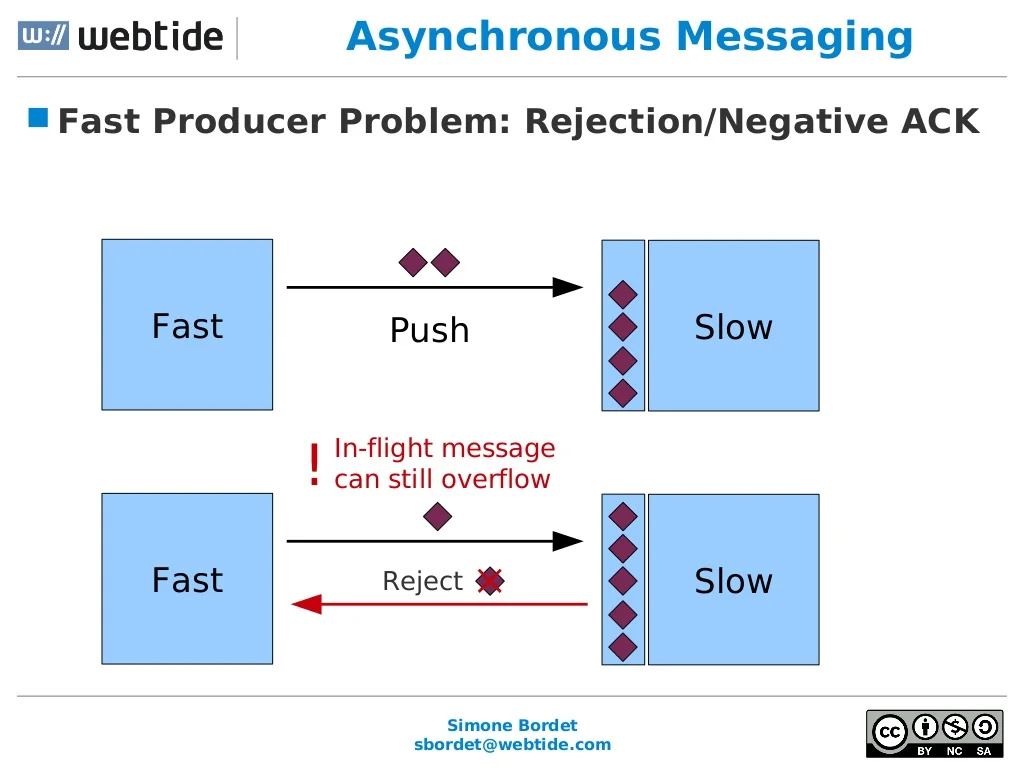 w:// webtide
Asynchronous Messaging
Fast Producer Problem: Rejection/Negative ACK
Fast
Push
Slow
!
In-flight message
can still overflow
Fast
Reject
Slow
Simone Bordet
sbordet@webtide.com
cc
BY NC SA